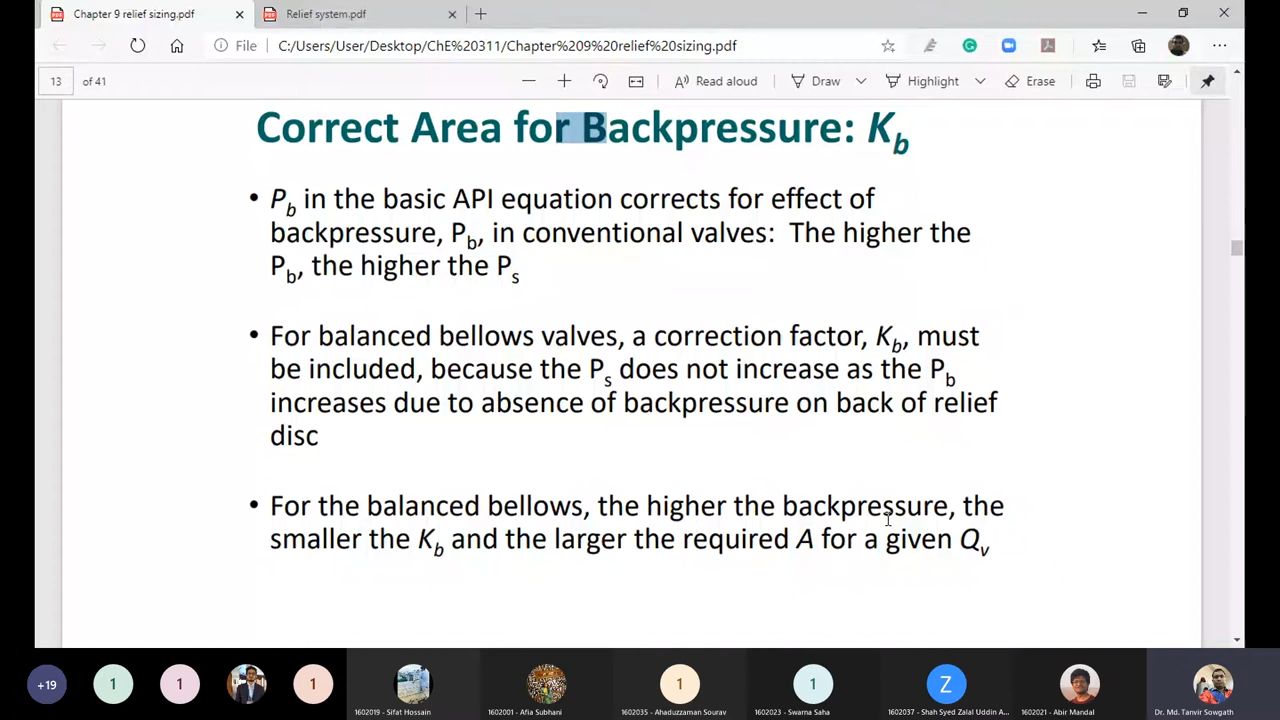 Chapter 9 relief sizing.pdf
Relief system.pdf
File C:/Users/User/Desktop/ChE%20311/Chapter%209%20relief%20sizing.pdf
13 of 41 Read aloud Draw Highlight Erase
Correct Area for Backpressure: Kb
• Pb in the basic API equation corrects for effect of
backpressure, Pb, in conventional valves: The higher the
Pb, the higher the Ps
• For balanced bellows valves, a correction factor, Kb, must
be included, because the Ps does not increase as the Pb
increases due to absence of backpressure on back of relief
disc
• For the balanced bellows, the higher the backpressure, the
smaller the Kb and the larger the required A for a given Qv
+19 1 1 1 1 1 Z
1602019 - Sifat Hossain 1602001 - Afia Subhani 1602035 - Ahaduzzaman Sourav 1602023 - Swarna Saha 1602037 - Shah Syed Zalal Uddin A... 1602021 - Abir Mandal Dr. Md. Tanvir Sowgath